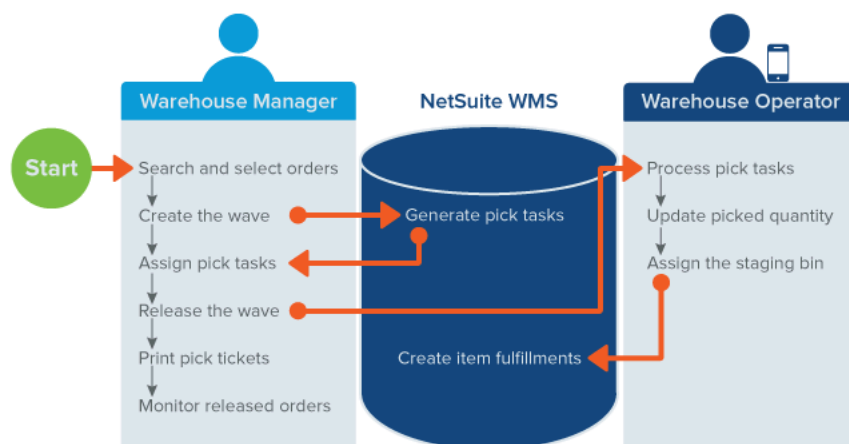 Warehouse Manager
NetSuite WMS
Warehouse Operator
Start
Search and select orders
Process pick tasks
Create the wave
Generate pick tasks
Update picked quantity
Assign pick tasks
Assign the staging bin
Release the wave
Print pick tickets
Create item fulfillments
Monitor released orders